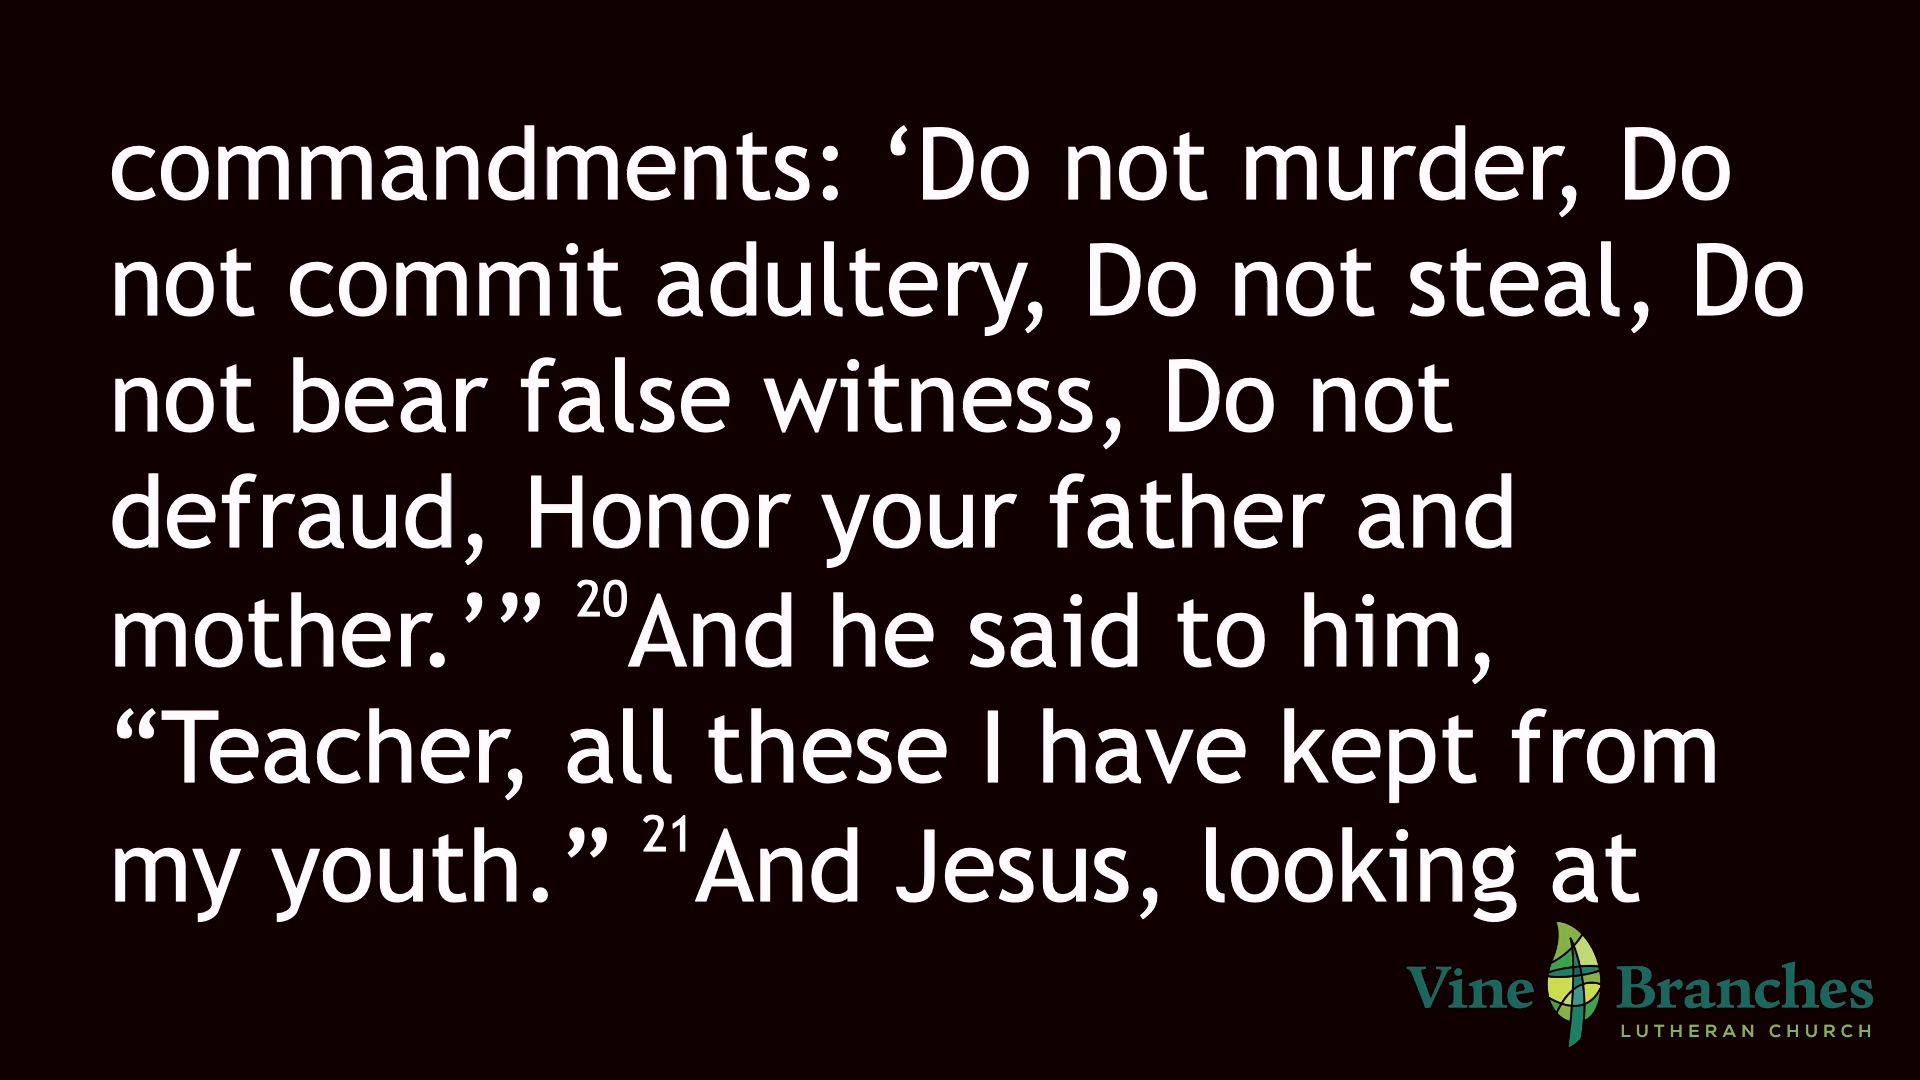 commandments: ‘Do not murder, Do
not commit adultery, Do not steal, Do
not bear false witness, Do not
defraud, Honor your father and
mother.’” 20And he said to him,
“Teacher, all these I have kept from
my youth.” 21And Jesus, looking at
Vine Branches
LUTHERAN CHURCH